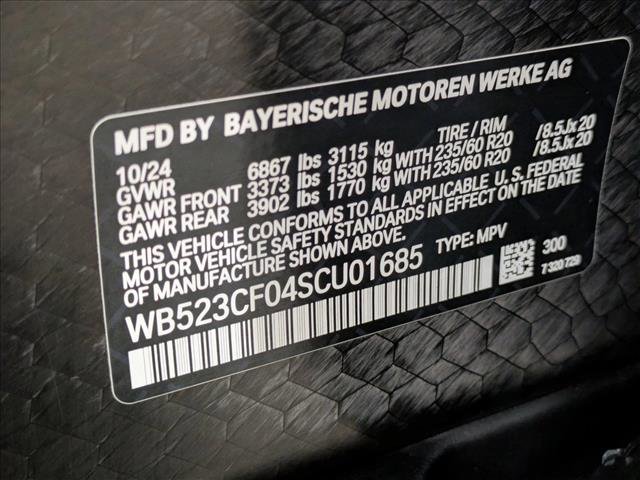 MFD BY BAYERISCHE MOTOREN WERKE AG
10/24 TIRE / RIM
GVWR 6867 lbs 3115 kg
GAWR FRONT 3373 lbs 1530 kg WITH 235/60 R20 /8.5Jx20
GAWR REAR 3902 lbs 1770 kg WITH 235/60 R20 /8.5Jx20
THIS VEHICLE CONFORMS TO ALL APPLICABLE U.S. FEDERAL
MOTOR VEHICLE SAFETY STANDARDS IN EFFECT ON THE DATE
OF MANUFACTURE SHOWN ABOVE.
WB523CF04SCU01685 TYPE: MPV 300
7 320 729